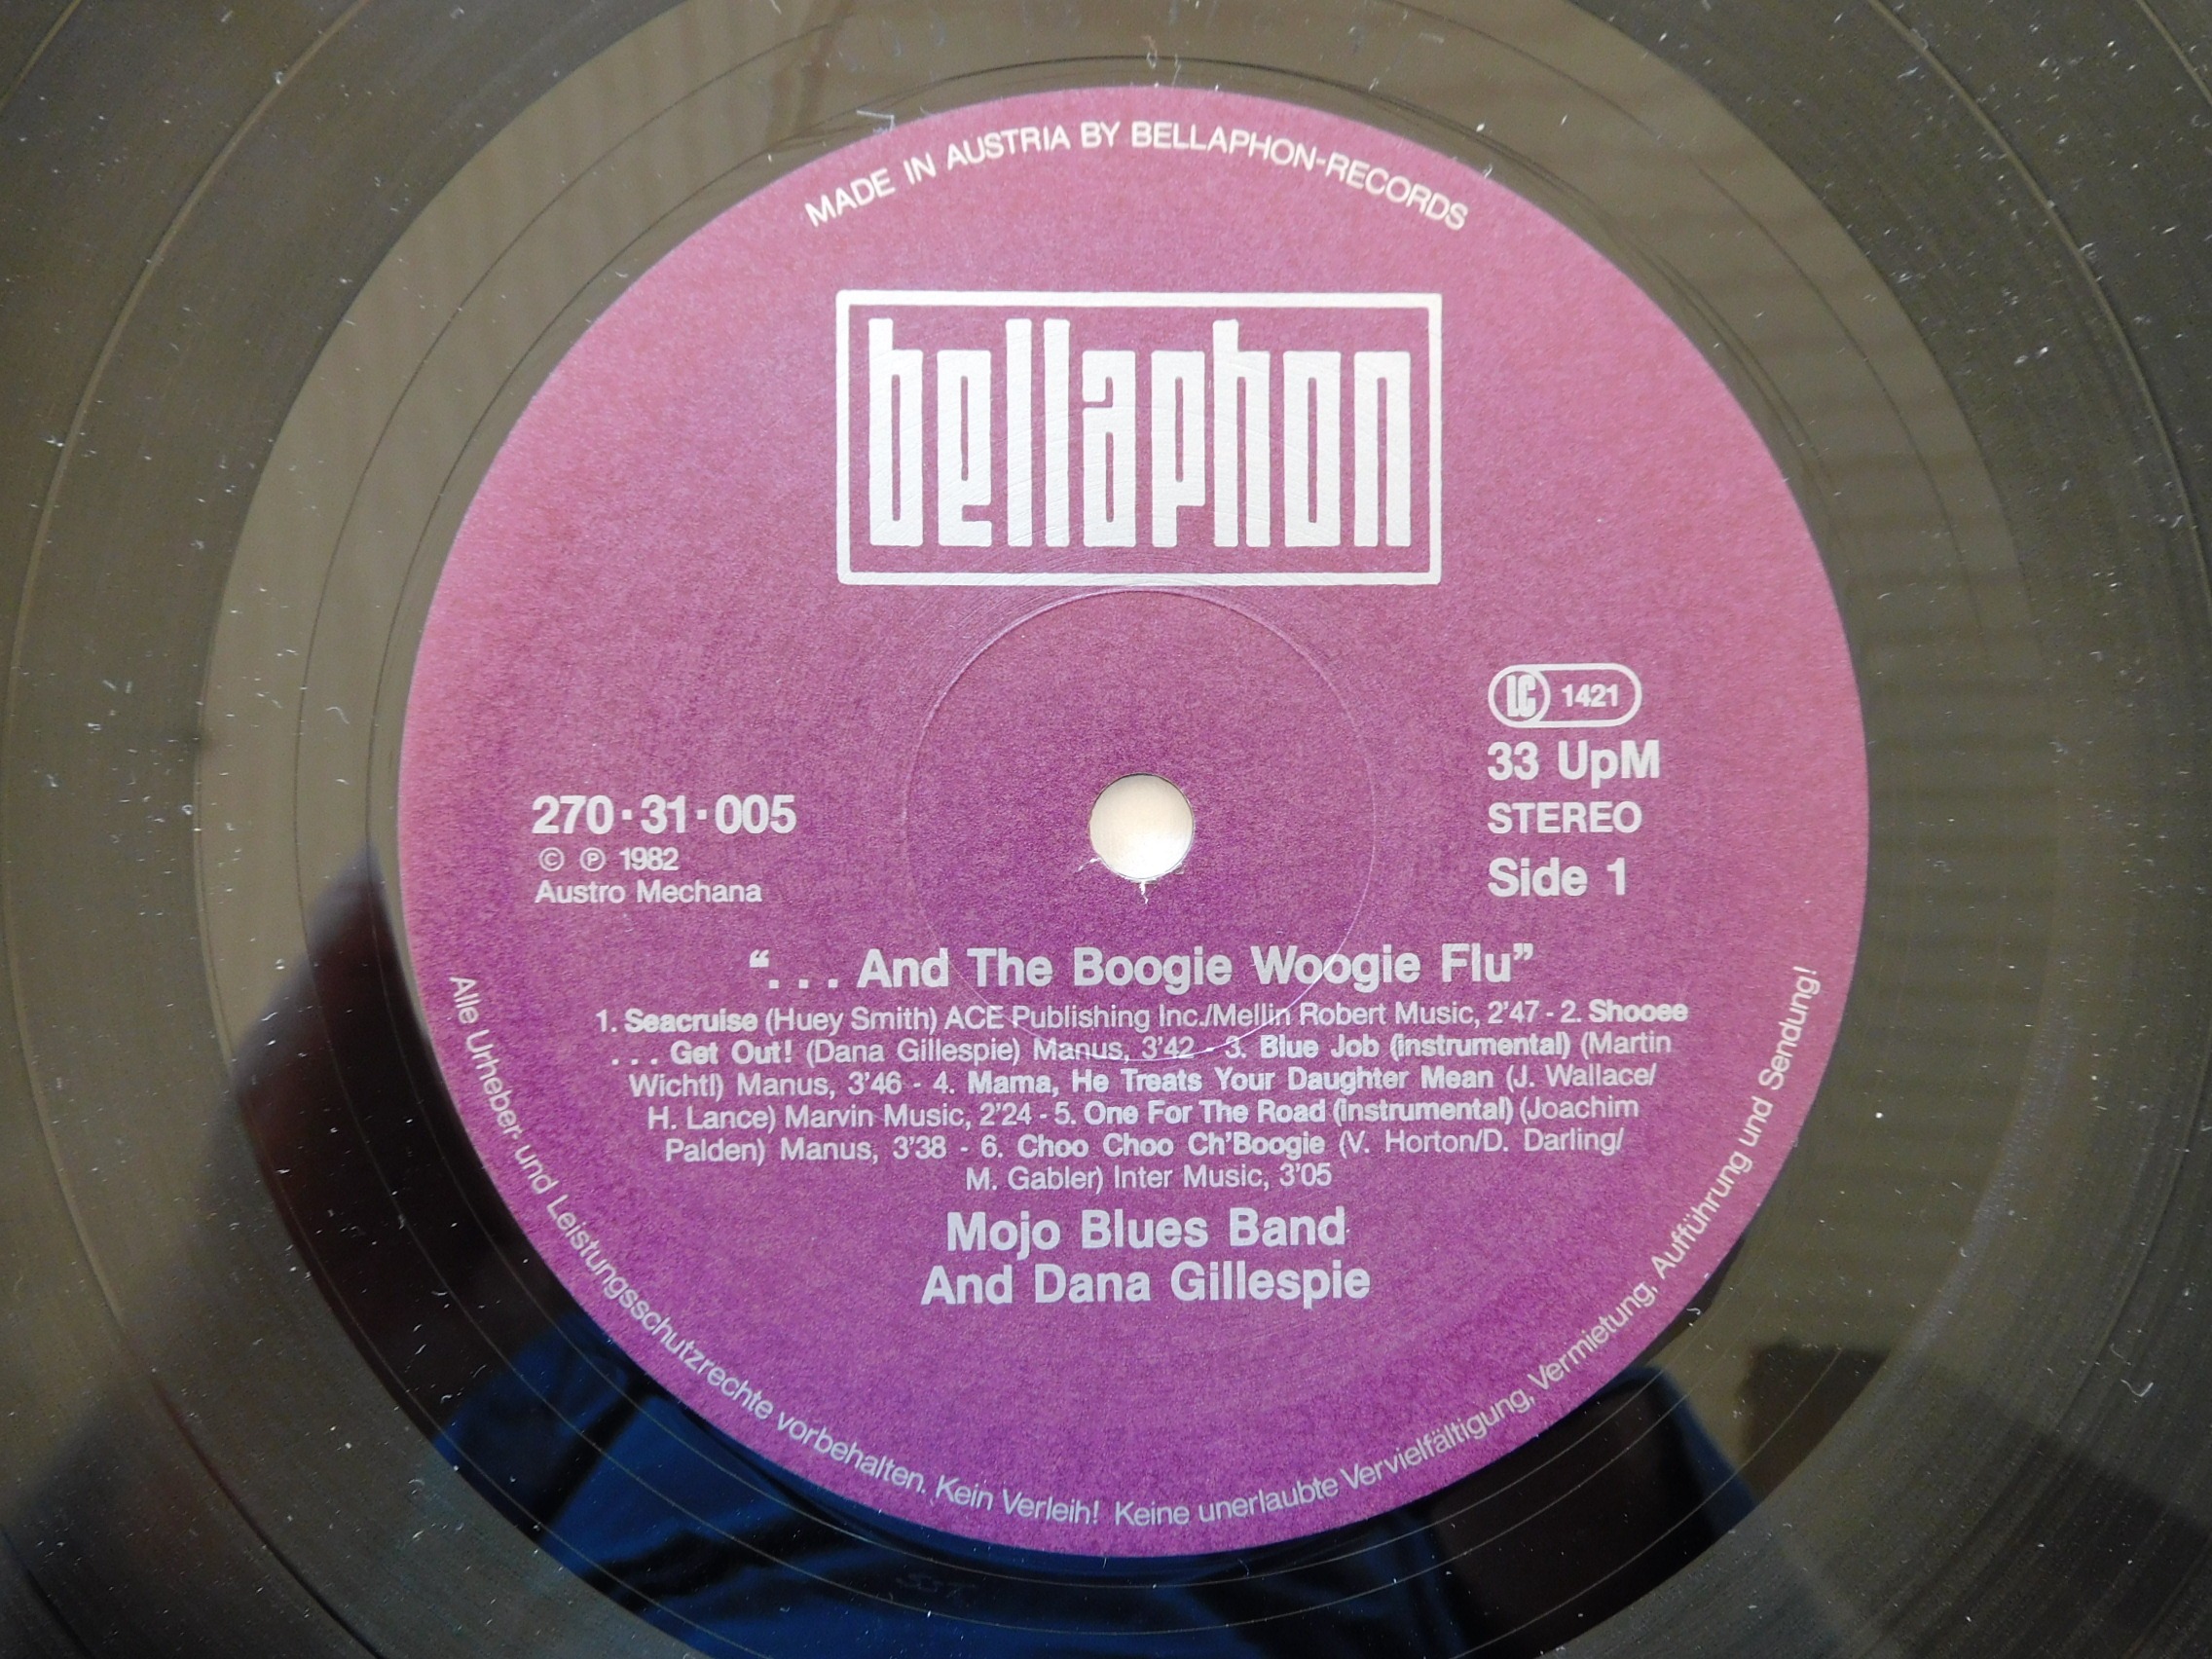 MADE IN AUSTRIA BY BELLAPHON-RECORDS
bellaphon
LC 1421
33 UpM
STEREO
Side 1
270·31·005
© ℗ 1982
Austro Mechana
“. . . And The Boogie Woogie Flu”
1. Seacruise (Huey Smith) ACE Publishing Inc./Mellin Robert Music, 2’47 - 2. Shooee
. . . Get Out! (Dana Gillespie) Manus, 3’42 - 3. Blue Job (instrumental) (Martin
Wichtl) Manus, 3’46 - 4. Mama, He Treats Your Daughter Mean (J. Wallace/
H. Lance) Marvin Music, 2’24 - 5. One For The Road (instrumental) (Joachim
Palden) Manus, 3’38 - 6. Choo Choo Ch’Boogie (V. Horton/D. Darling/
M. Gabler) Inter Music, 3’05
Mojo Blues Band
And Dana Gillespie
Alle Urheber- und Leistungsschutzrechte vorbehalten. Kein Verleih! Keine unerlaubte Vervielfältigung, Vermietung, Aufführung und Sendung!